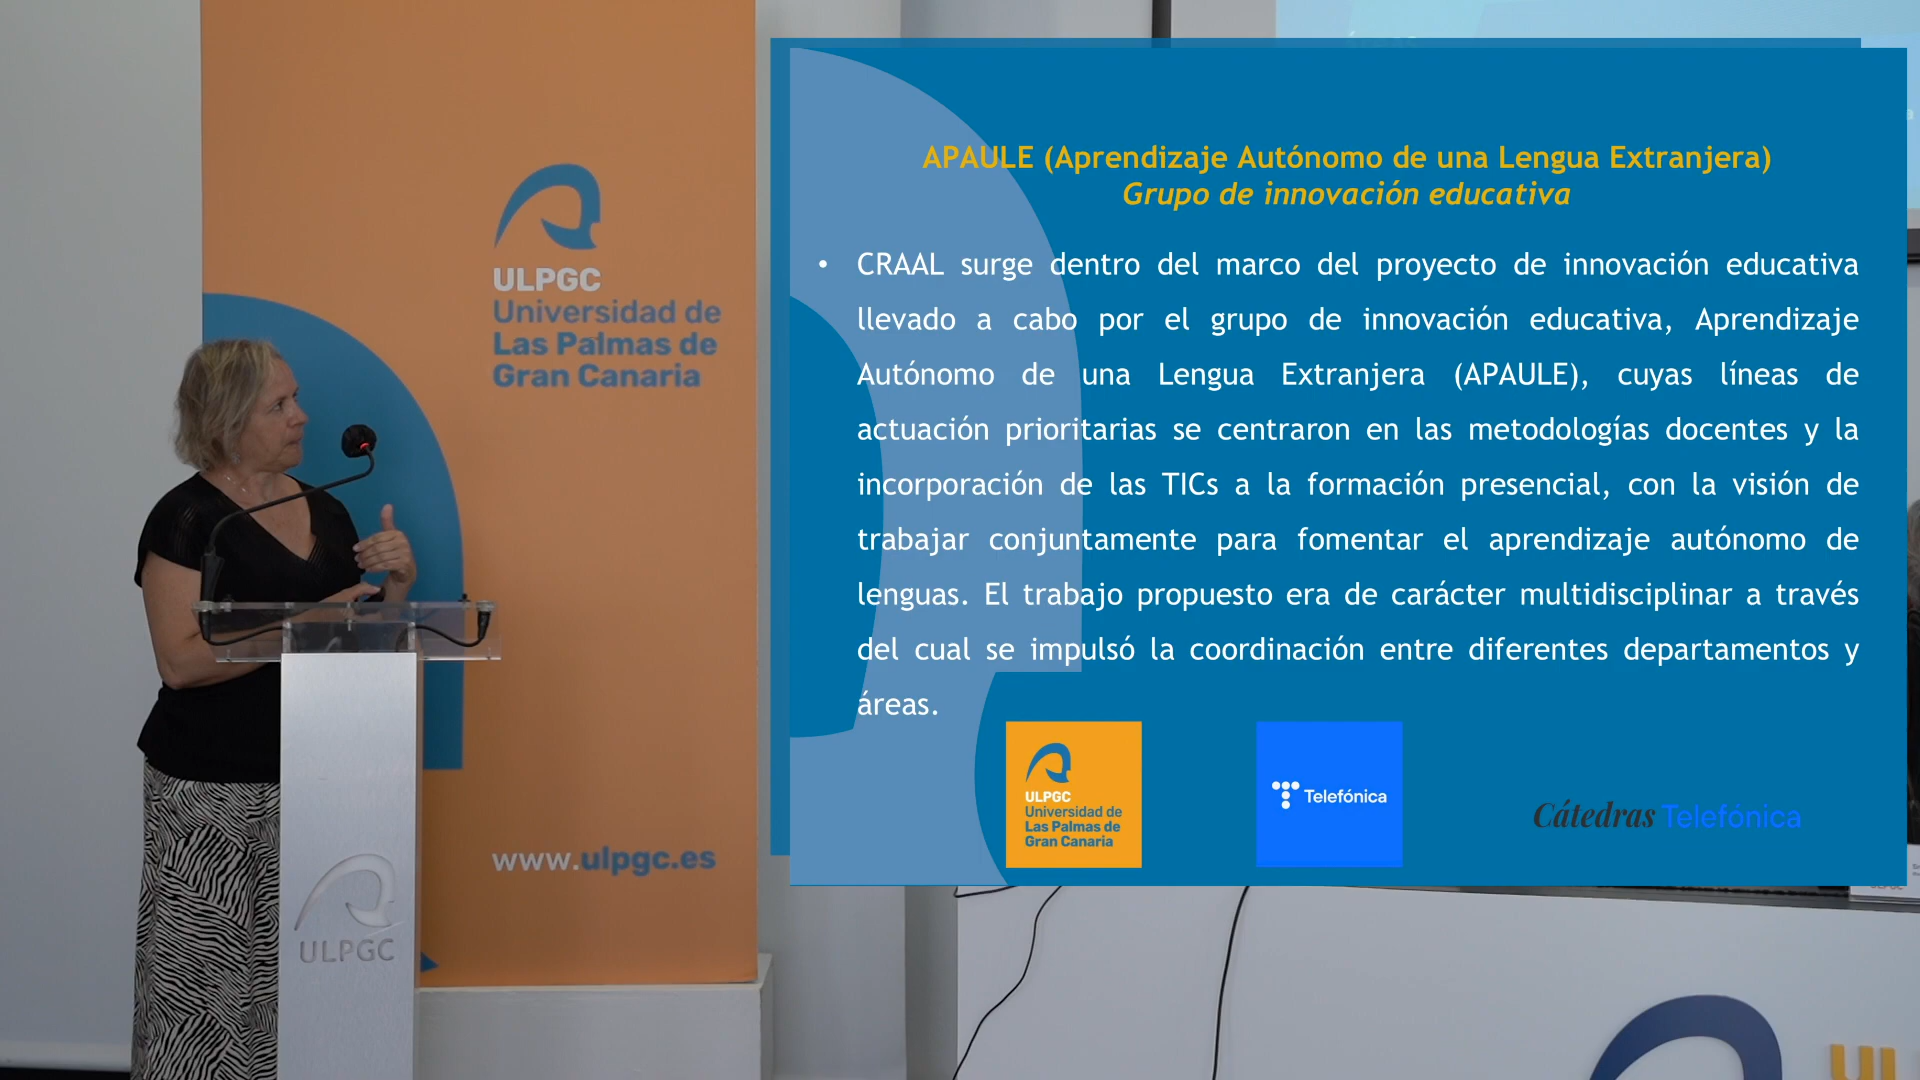 ULPGC
Universidad de
Las Palmas de
Gran Canaria
www.ulpgc.es
ULPGC
APAULE (Aprendizaje Autónomo de una Lengua Extranjera)
Grupo de innovación educativa
• CRAAL surge dentro del marco del proyecto de innovación educativa
llevado a cabo por el grupo de innovación educativa, Aprendizaje
Autónomo de una Lengua Extranjera (APAULE), cuyas líneas de
actuación prioritarias se centraron en las metodologías docentes y la
incorporación de las TICs a la formación presencial, con la visión de
trabajar conjuntamente para fomentar el aprendizaje autónomo de
lenguas. El trabajo propuesto era de carácter multidisciplinar a través
del cual se impulsó la coordinación entre diferentes departamentos y
áreas.
ULPGC
Universidad de
Las Palmas de
Gran Canaria
Telefónica
Cátedras Telefónica